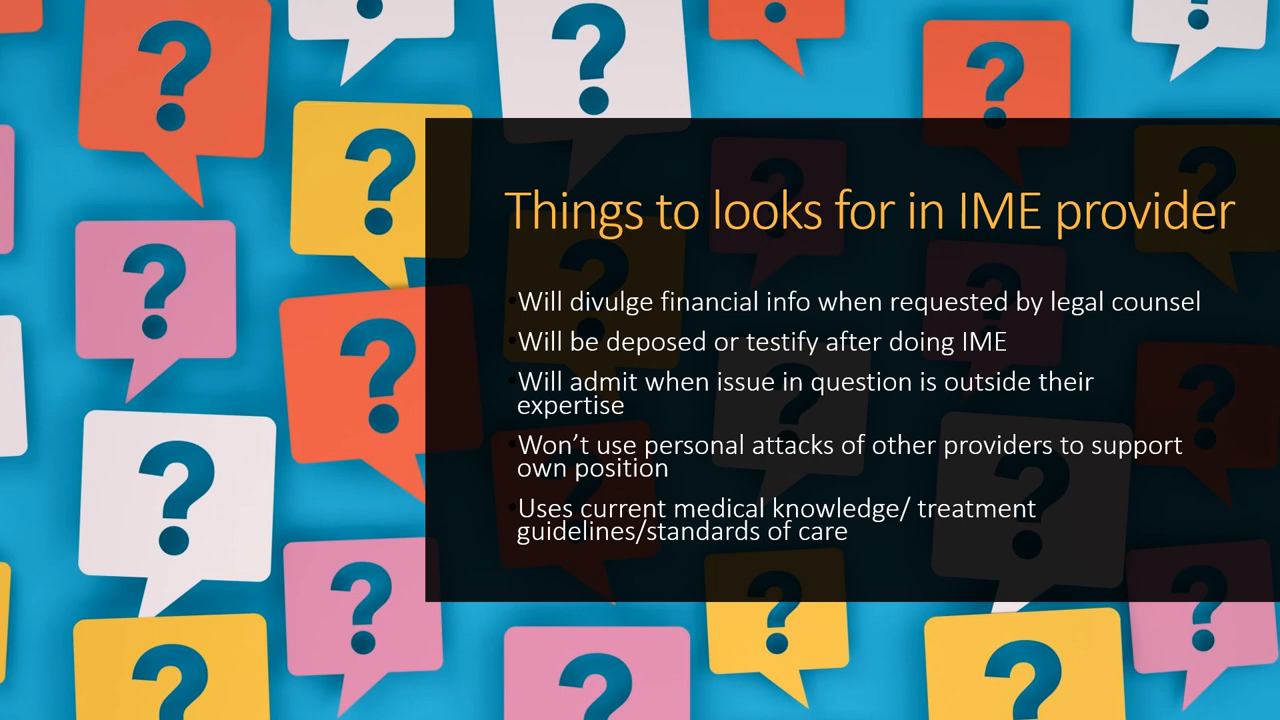 Things to looks for in IME provider
Will divulge financial info when requested by legal counsel
Will be deposed or testify after doing IME
Will admit when issue in question is outside their
expertise
Won’t use personal attacks of other providers to support
own position
Uses current medical knowledge/ treatment
guidelines/standards of care